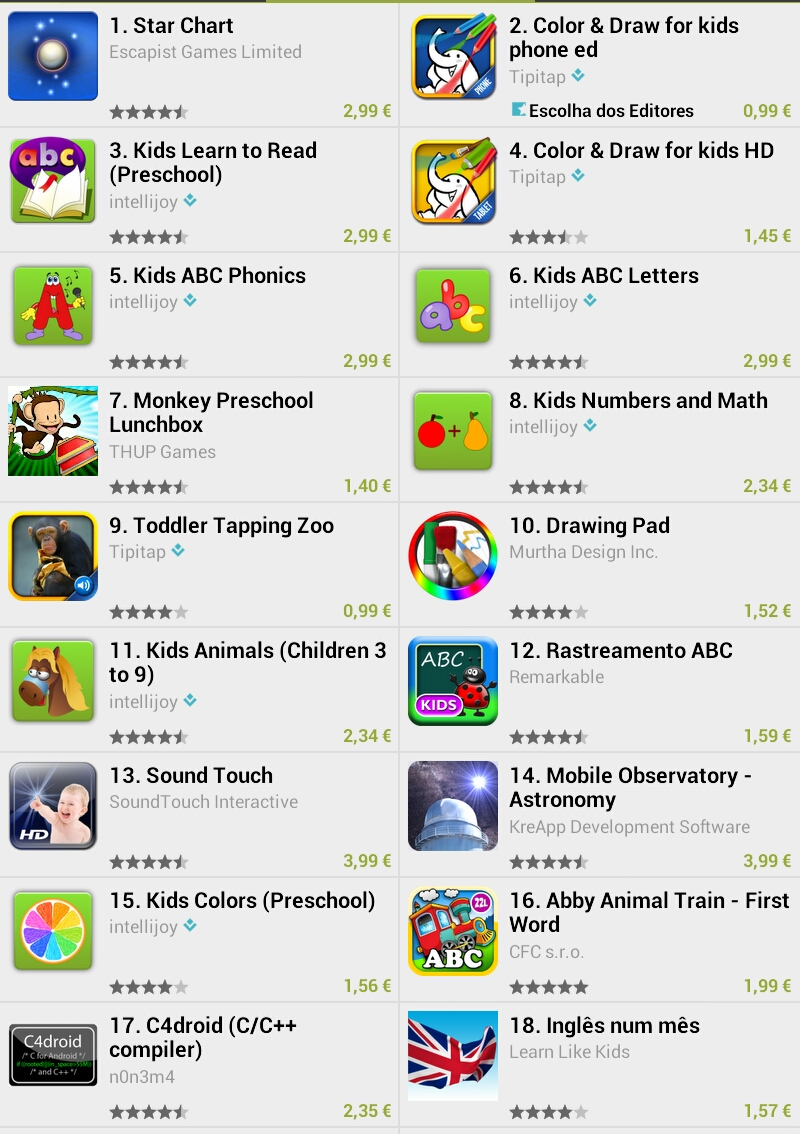 1. Star Chart
Escapist Games Limited
2,99 €
2. Color & Draw for kids
phone ed
Tipitap
PHONE
Escolha dos Editores
0,99 €
abc
3. Kids Learn to Read
(Preschool)
intellijoy
2,99 €
4. Color & Draw for kids HD
Tipitap
TABLET
1,45 €
A
5. Kids ABC Phonics
intellijoy
2,99 €
abc
6. Kids ABC Letters
intellijoy
2,99 €
7. Monkey Preschool
Lunchbox
THUP Games
1,40 €
+
8. Kids Numbers and Math
intellijoy
2,34 €
9. Toddler Tapping Zoo
Tipitap
0,99 €
10. Drawing Pad
Murtha Design Inc.
1,52 €
11. Kids Animals (Children 3
to 9)
intellijoy
2,34 €
ABC
KIDS
12. Rastreamento ABC
Remarkable
1,59 €
HD
13. Sound Touch
SoundTouch Interactive
3,99 €
14. Mobile Observatory -
Astronomy
KreApp Development Software
3,99 €
15. Kids Colors (Preschool)
intellijoy
1,56 €
22L
ABC
16. Abby Animal Train - First
Word
CFC s.r.o.
1,99 €
C4droid
/* C for Android */
/* and C++ */
17. C4droid (C/C++
compiler)
n0n3m4
2,35 €
18. Inglês num mês
Learn Like Kids
1,57 €